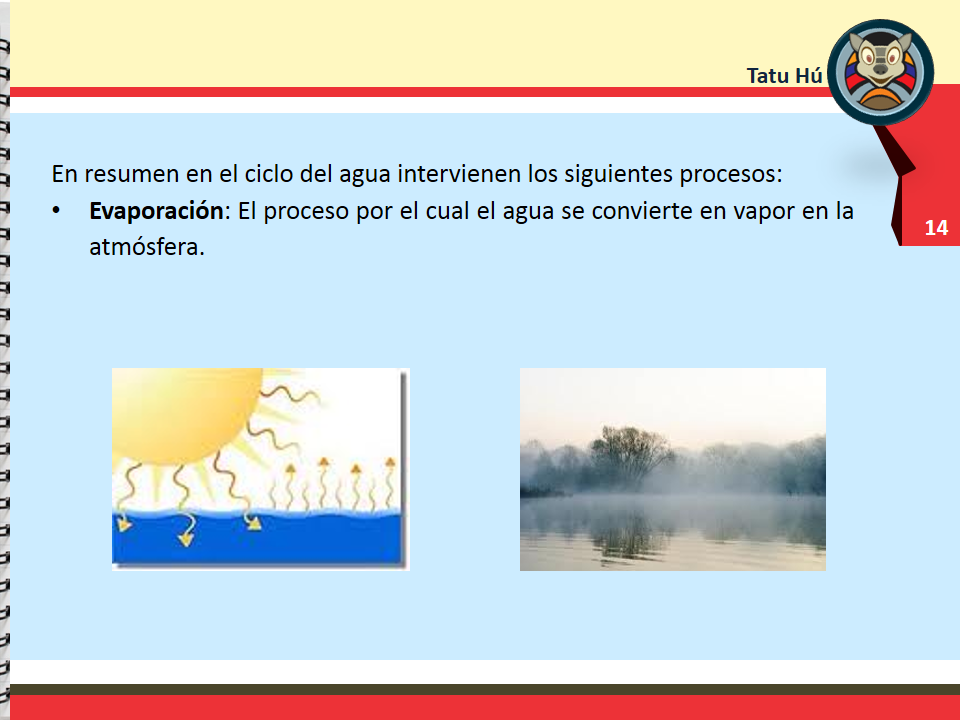 Tatu Hú
En resumen en el ciclo del agua intervienen los siguientes procesos:
• Evaporación: El proceso por el cual el agua se convierte en vapor en la
atmósfera.
14